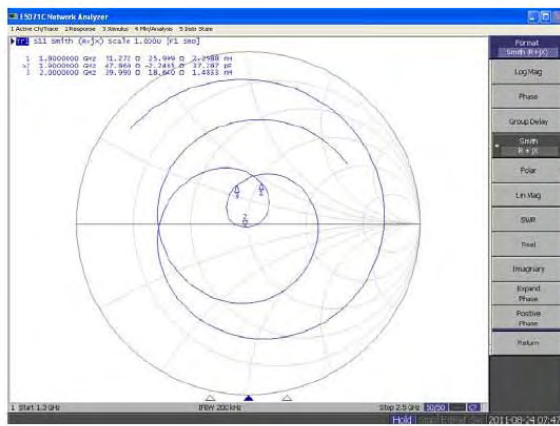 E5071C Network Analyzer
1 Active Ch/Trace 2 Response 3 Stimulus 4 Mkr/Analysis 5 Instr State
Tr1 S11 Smith (R+jX) Scale 1.000U [F1 Smo]
1 1.8000000 GHz 51.272 Ω 25.999 Ω 2.2988 nH
>2 1.9000000 GHz 47.969 Ω -2.2455 Ω 37.287 pF
3 2.0000000 GHz 39.990 Ω 18.640 Ω 1.4833 nH
Format
Smith (R+jX)
Log Mag
Phase
Group Delay
Smith
R + jX
Polar
Lin Mag
SWR
Real
Imaginary
Expand
Phase
Positive
Phase
Return
1 Start 1.3 GHz
IFBW 200 kHz
Stop 2.5 GHz
Hold
2011-08-24 07:47